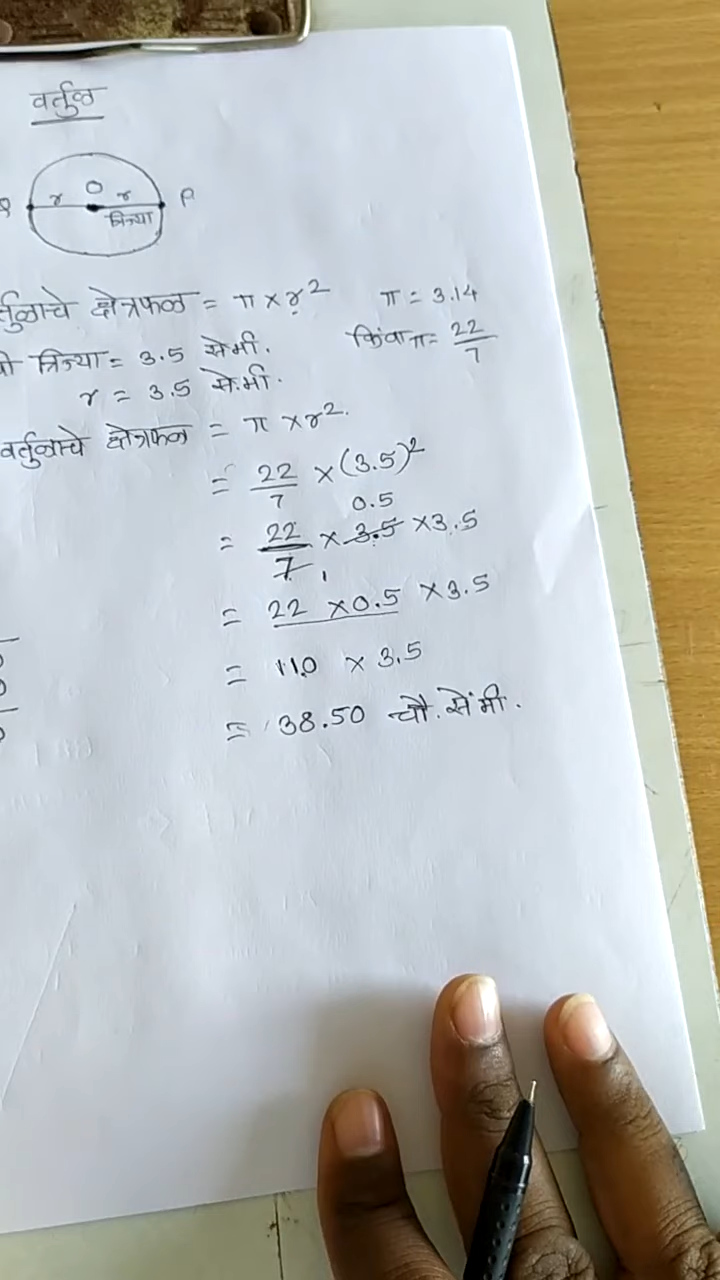 वर्तुळ
r O r P
त्रिज्या
र्तुळाचे क्षेत्रफळ = π × r² π = 3.14
किंवा π = 22/7
त्रिज्या = 3.5 सेमी.
r = 3.5 से.मी.
वर्तुळाचे क्षेत्रफळ = π × r².
= 22/7 × (3.5)²
0.5
= 22/7 × 3.5 × 3.5
1
= 22 × 0.5 × 3.5
= 11.0 × 3.5
= 38.50 चौ. सेंमी.